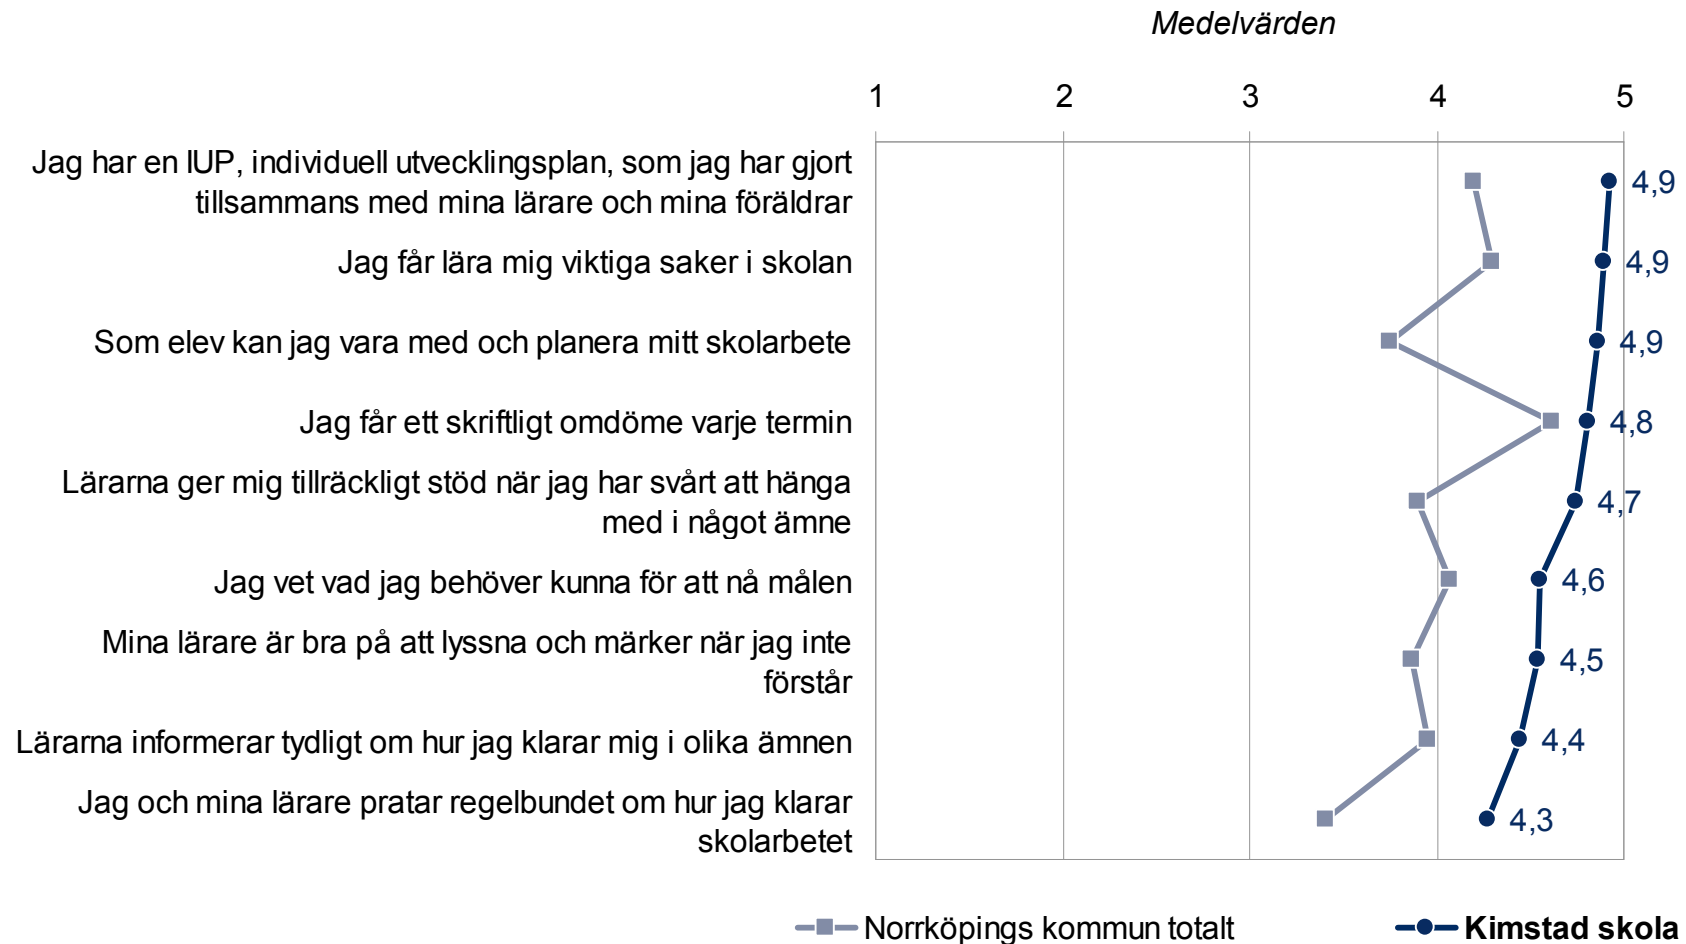 Medelvärden
1 2 3 4 5
Jag har en IUP, individuell utvecklingsplan, som jag har gjort
tillsammans med mina lärare och mina föräldrar
4,9
Jag får lära mig viktiga saker i skolan
4,9
Som elev kan jag vara med och planera mitt skolarbete
4,9
Jag får ett skriftligt omdöme varje termin
4,8
Lärarna ger mig tillräckligt stöd när jag har svårt att hänga
med i något ämne
4,7
Jag vet vad jag behöver kunna för att nå målen
4,6
Mina lärare är bra på att lyssna och märker när jag inte
förstår
4,5
Lärarna informerar tydligt om hur jag klarar mig i olika ämnen
4,4
Jag och mina lärare pratar regelbundet om hur jag klarar
skolarbetet
4,3
Norrköpings kommun totalt
Kimstad skola